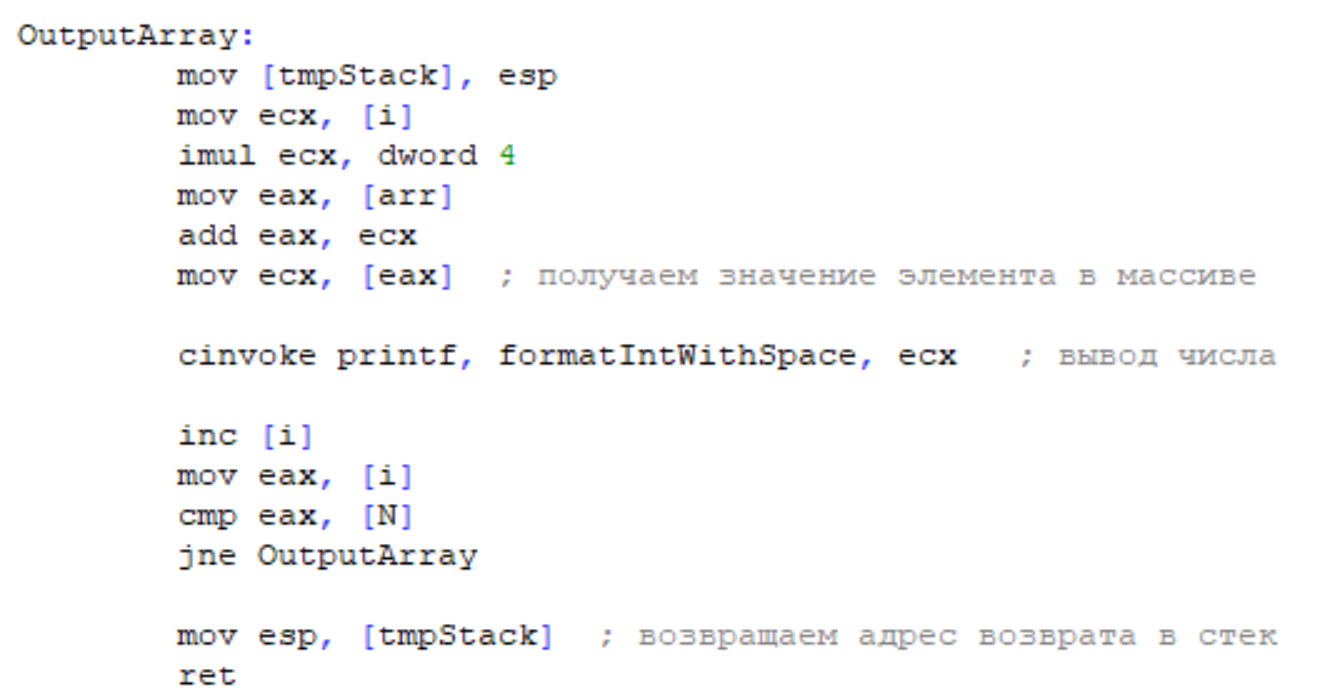 OutputArray:
mov [tmpStack], esp
mov ecx, [i]
imul ecx, dword 4
mov eax, [arr]
add eax, ecx
mov ecx, [eax]  ; получаем значение элемента в массиве
cinvoke printf, formatIntWithSpace, ecx   ; вывод числа
inc [i]
mov eax, [i]
cmp eax, [N]
jne OutputArray
mov esp, [tmpStack]  ; возвращаем адрес возврата в стек
ret